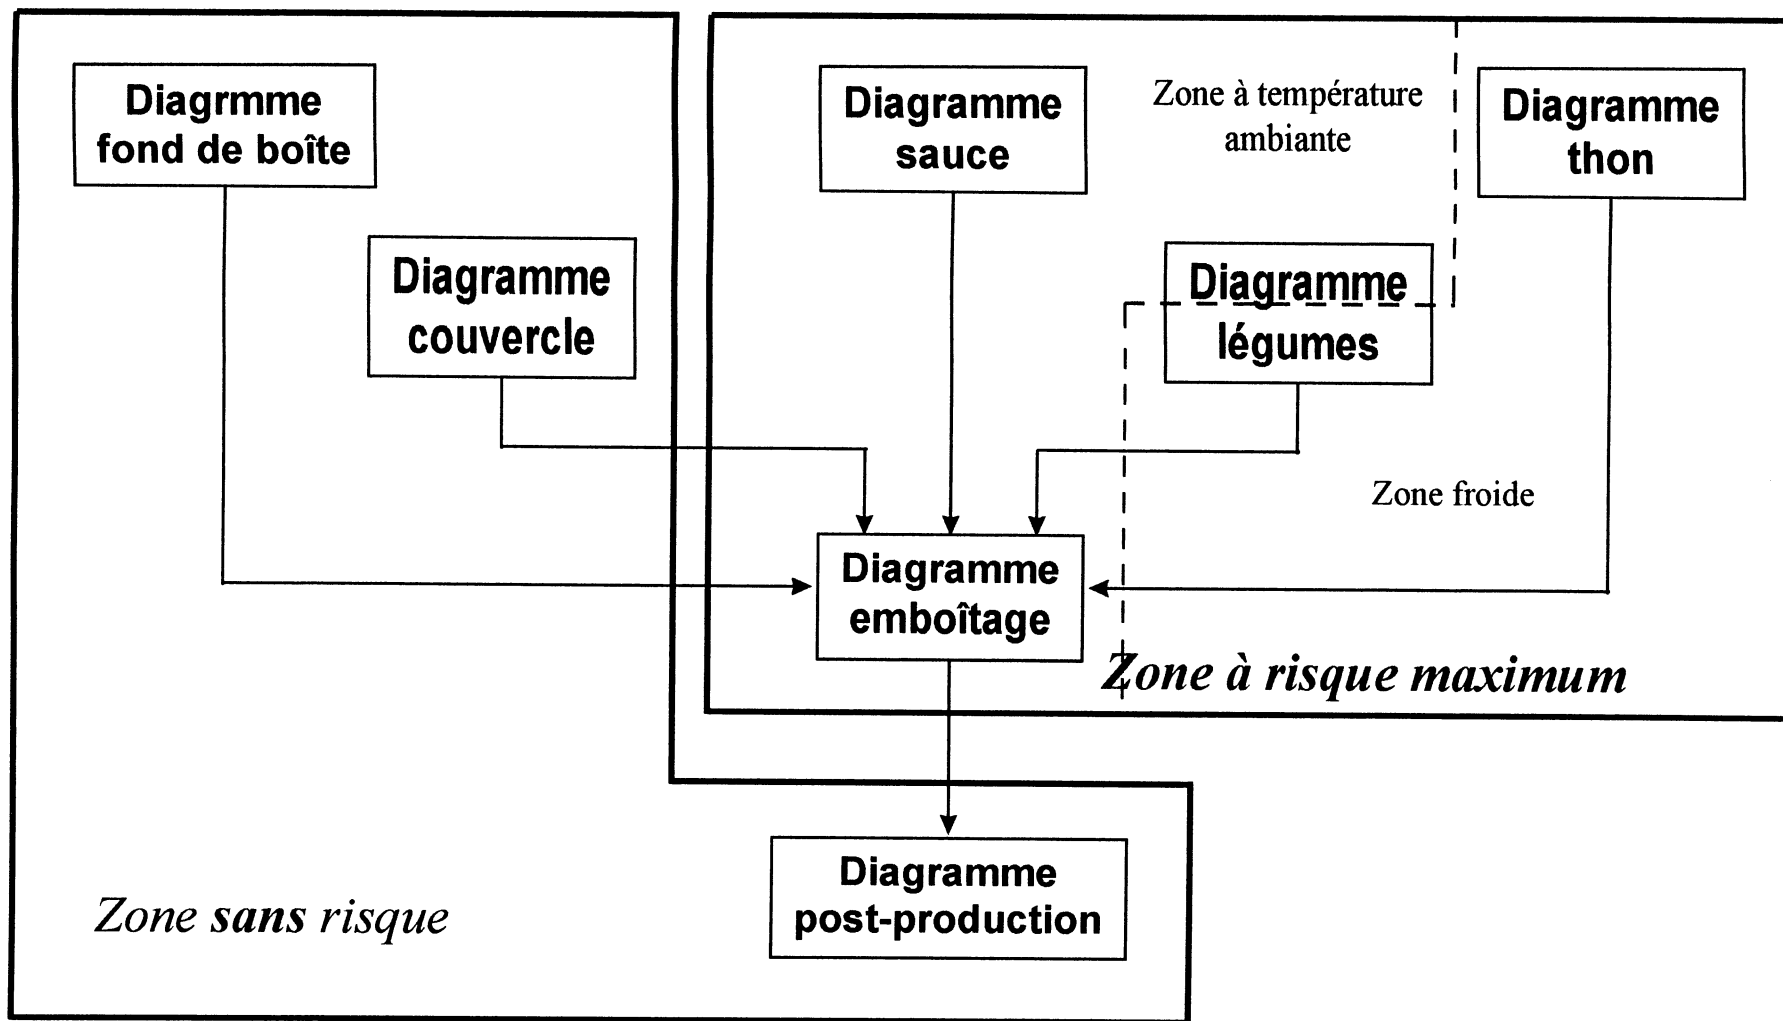 Diagrmme
fond de boîte
Diagramme
sauce
Zone à température
ambiante
Diagramme
thon
Diagramme
couvercle
Diagramme
légumes
Zone froide
Diagramme
emboîtage
Zone à risque maximum
Diagramme
post-production
Zone sans risque